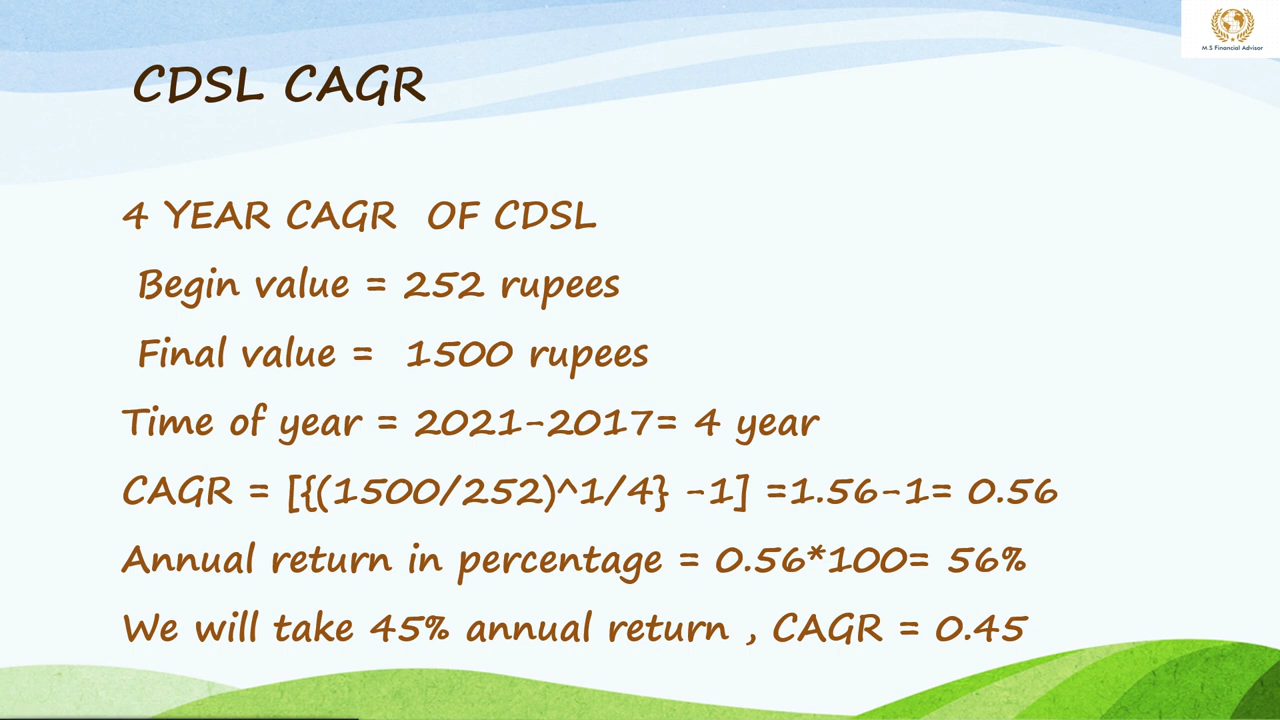 M.S Financial Advisor
CDSL CAGR
4 YEAR CAGR OF CDSL
Begin value = 252 rupees
Final value = 1500 rupees
Time of year = 2021-2017= 4 year
CAGR = [{(1500/252)^1/4} -1] =1.56-1= 0.56
Annual return in percentage = 0.56*100= 56%
We will take 45% annual return , CAGR = 0.45